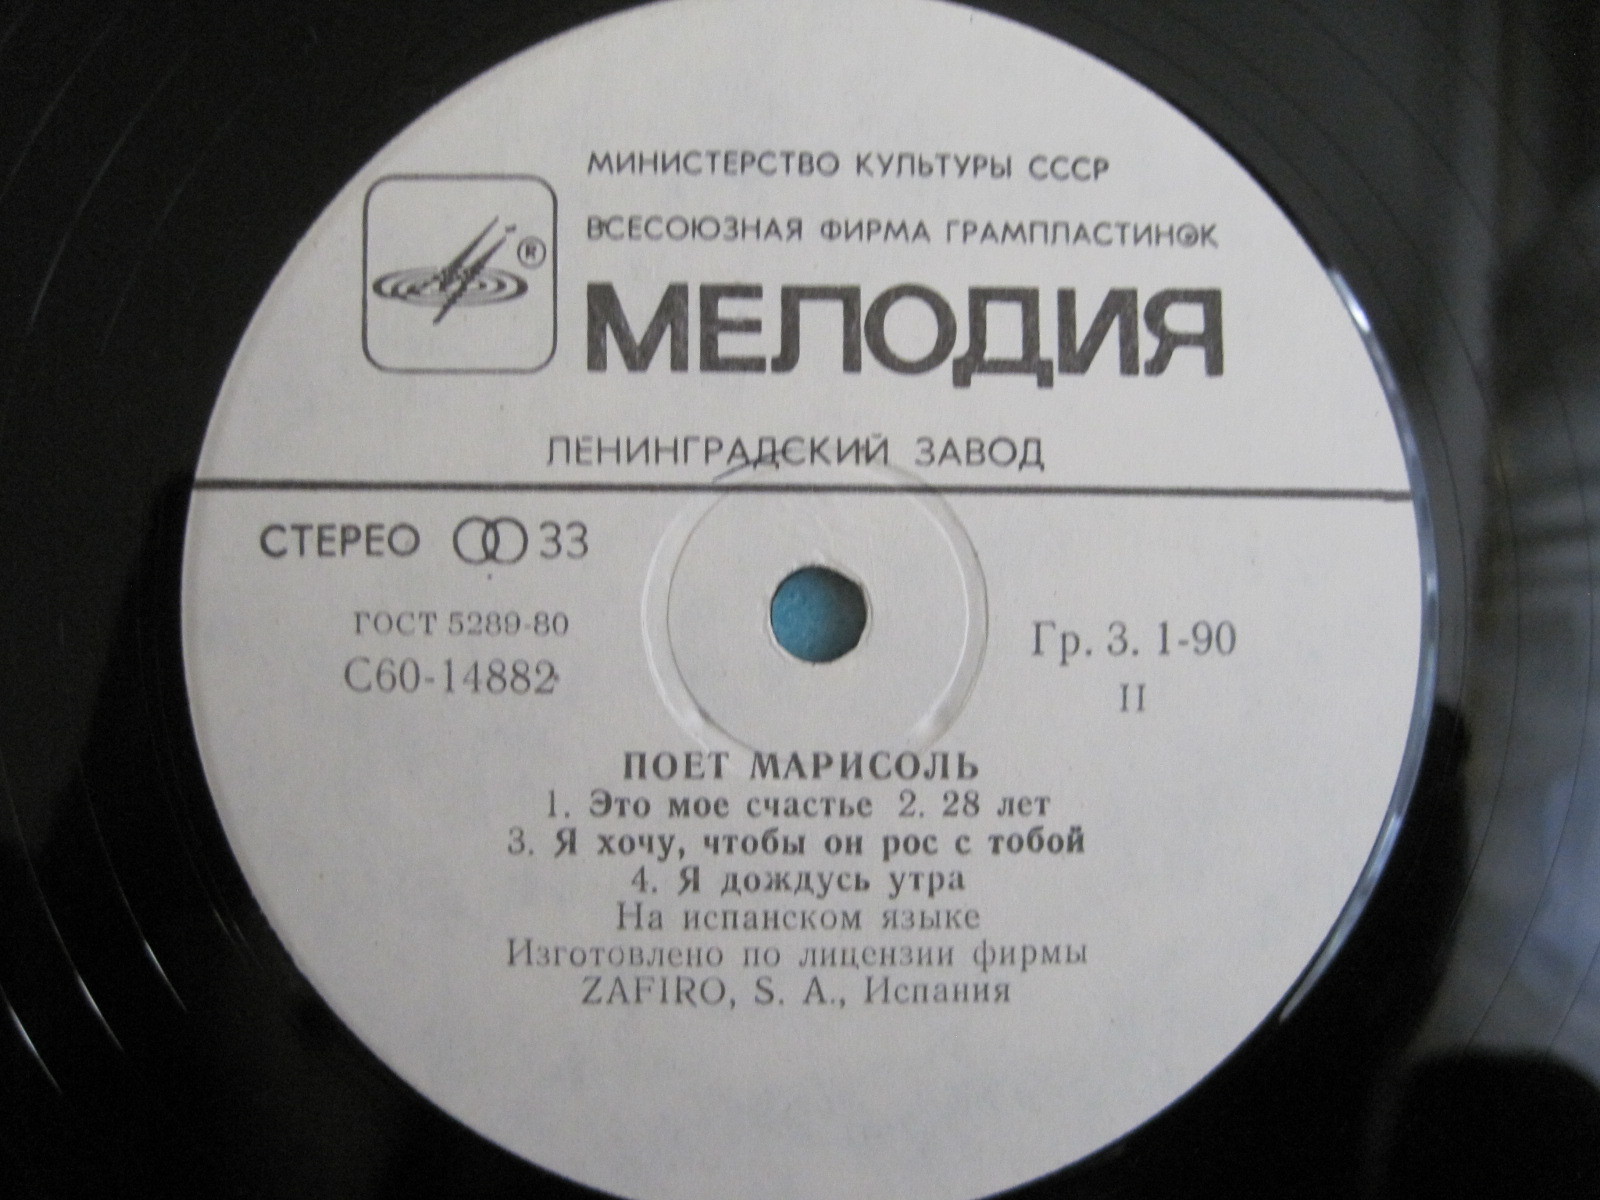 МИНИСТЕРСТВО КУЛЬТУРЫ СССР
ВСЕСОЮЗНАЯ ФИРМА ГРАМПЛАСТИНОК
®
МЕЛОДИЯ
ЛЕНИНГРАДСКИЙ ЗАВОД
СТЕРЕО 33
ГОСТ 5289-80
С60-14882
Гр. 3. 1-90
II
ПОЕТ МАРИСОЛЬ
1. Это мое счастье 2. 28 лет
3. Я хочу, чтобы он рос с тобой
4. Я дождусь утра
На испанском языке
Изготовлено по лицензии фирмы
ZAFIRO, S. A., Испания